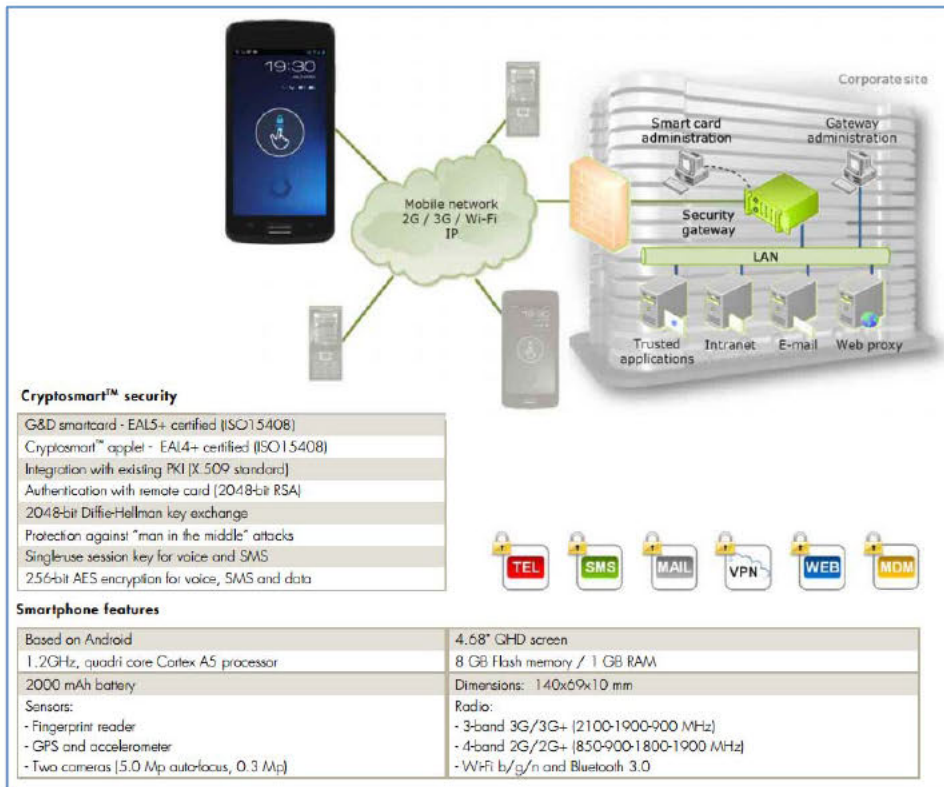 19:30
Corporate site
Smart card
administration
Gateway
administration
Mobile network
2G / 3G / Wi-Fi
IP
Security
gateway
LAN
19:30
Trusted
applications
Intranet
E-mail
Web proxy
Cryptosmart™ security
G&D smartcard - EAL5+ certified (ISO15408)
Cryptosmart™ applet - EAL4+ certified (ISO15408)
Integration with existing PKI (X.509 standard)
Authentication with remote card (2048-bit RSA)
2048-bit Diffie-Hellman key exchange
Protection against "man in the middle" attacks
Single-use session key for voice and SMS
256-bit AES encryption for voice, SMS and data
TEL
SMS
MAIL
VPN
WEB
MDM
Smartphone features
Based on Android
4.68" QHD screen
1.2GHz, quadri core Cortex A5 processor
8 GB Flash memory / 1 GB RAM
2000 mAh battery
Dimensions: 140x69x10 mm
Sensors:
- Fingerprint reader
- GPS and accelerometer
- Two cameras (5.0 Mp auto-focus, 0.3 Mp)
Radio:
- 3-band 3G/3G+ (2100-1900-900 MHz)
- 4-band 2G/2G+ (850-900-1800-1900 MHz)
- Wi-Fi b/g/n and Bluetooth 3.0